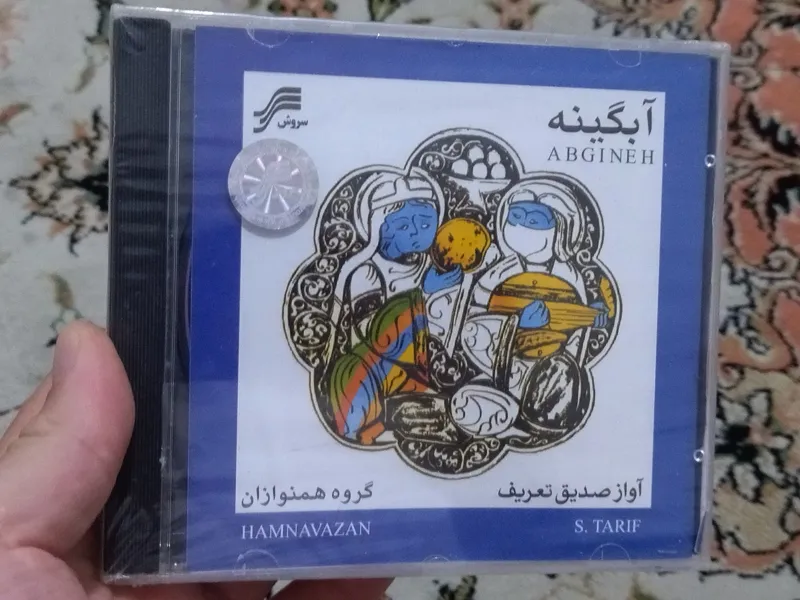 سروش
آبگینه
ABGINEH
گروه همنوازان
آواز صدیق تعریف
HAMNAVAZAN
S. TARIF